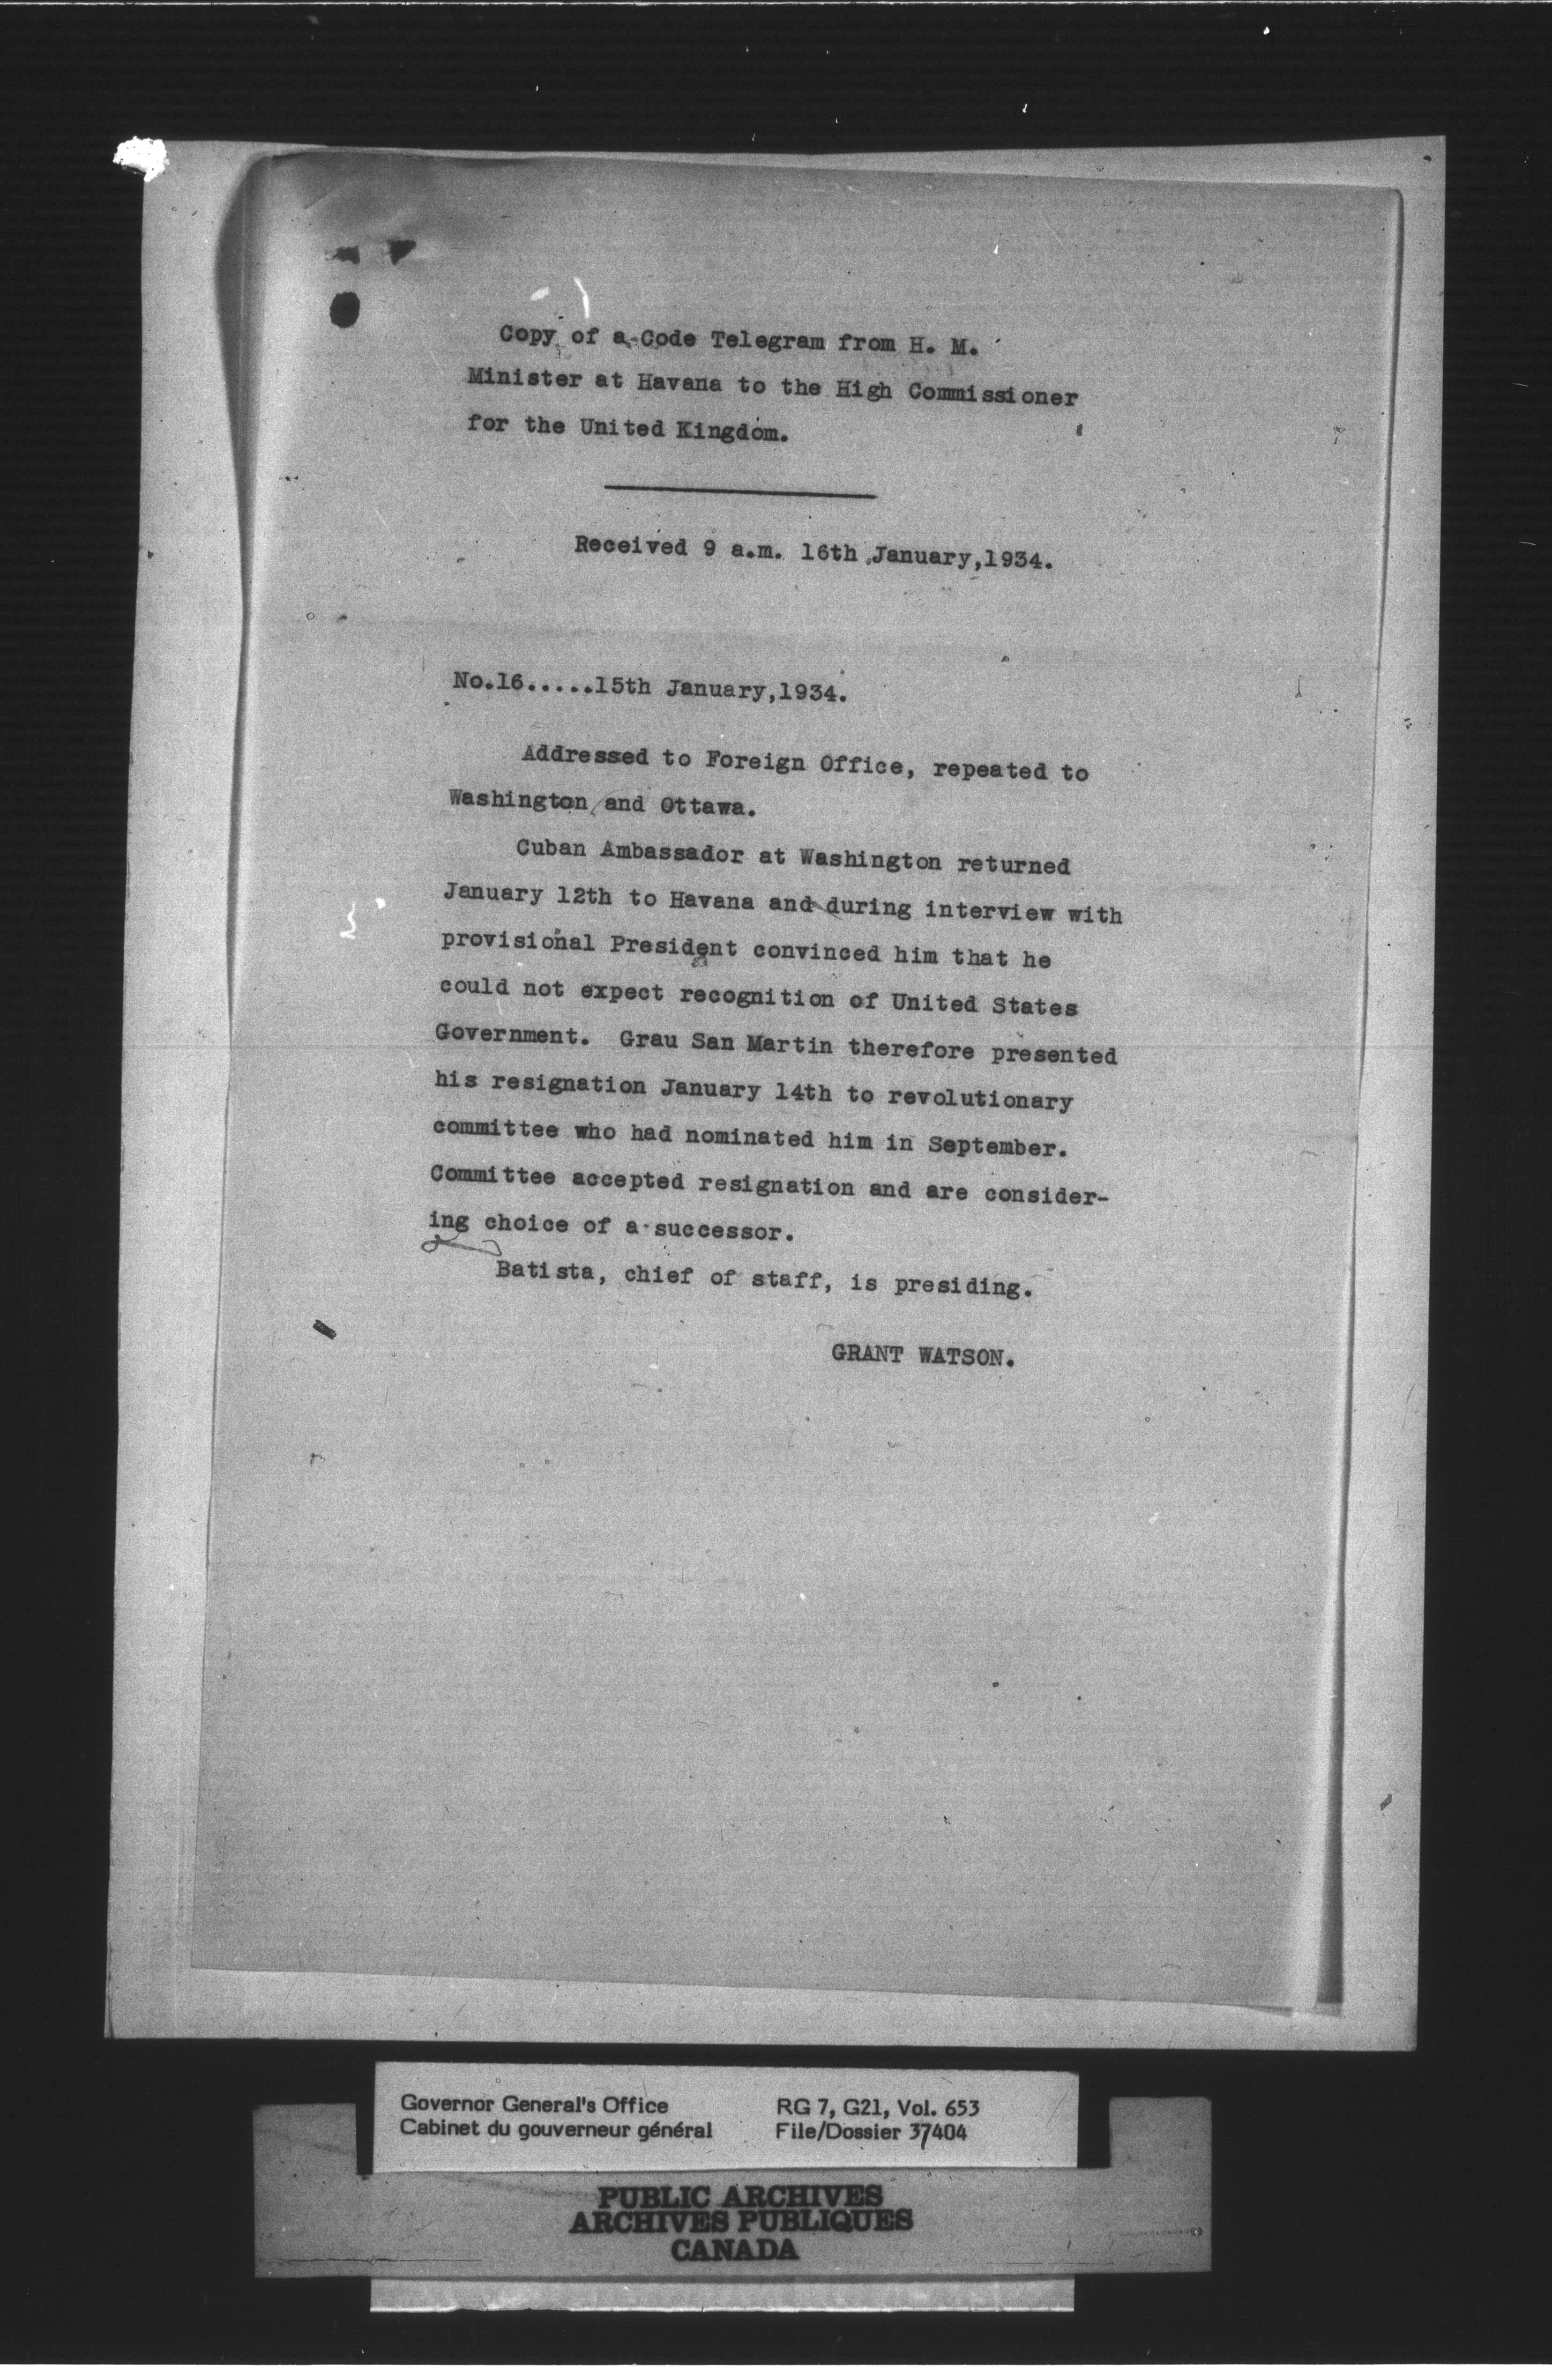 Copy of a Code Telegram from H. M.
Minister at Havana to the High Commissioner
for the United Kingdom.
Received 9 a.m. 16th January,1934.
No.16.....15th January,1934.
Addressed to Foreign Office, repeated to
Washington and Ottawa.
Cuban Ambassador at Washington returned
January 12th to Havana and during interview with
provisional President convinced him that he
could not expect recognition of United States
Government. Grau San Martin therefore presented
his resignation January 14th to revolutionary
committee who had nominated him in September.
Committee accepted resignation and are consider-
ing choice of a successor.
Batista, chief of staff, is presiding.
GRANT WATSON.
Governor General's Office RG 7, G21, Vol. 653
Cabinet du gouverneur général File/Dossier 37404
PUBLIC ARCHIVES
ARCHIVES PUBLIQUES
CANADA